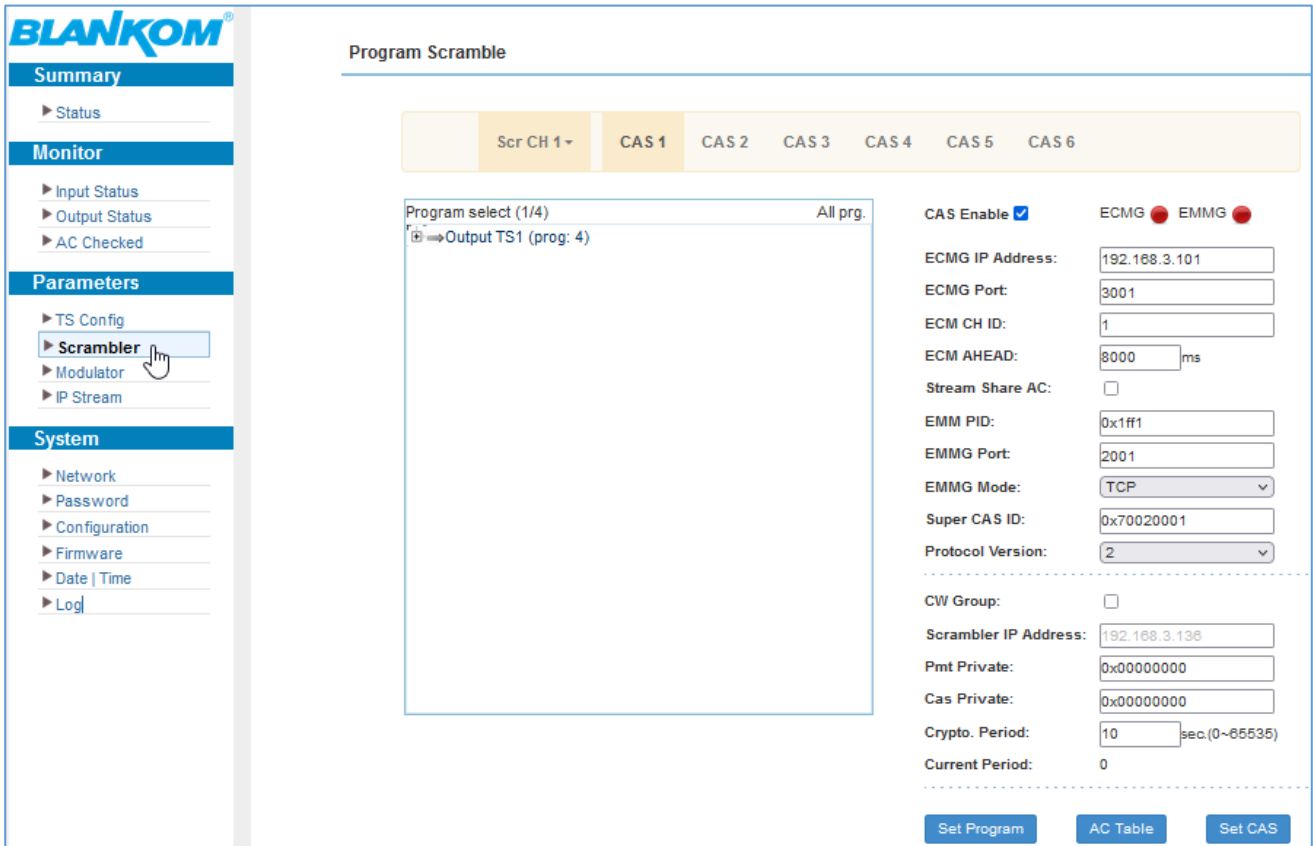 BLANKOM®
Summary
Status
Monitor
Input Status
Output Status
AC Checked
Parameters
TS Config
Scrambler
Modulator
IP Stream
System
Network
Password
Configuration
Firmware
Date | Time
Log
Program Scramble
Scr CH 1 CAS 1 CAS 2 CAS 3 CAS 4 CAS 5 CAS 6
Program select (1/4) All prg.
Output TS1 (prog: 4)
CAS Enable ECMG EMMG
ECMG IP Address: 192.168.3.101
ECMG Port: 3001
ECM CH ID: 1
ECM AHEAD: 8000 ms
Stream Share AC:
EMM PID: 0x1ff1
EMMG Port: 2001
EMMG Mode: TCP
Super CAS ID: 0x70020001
Protocol Version: 2
CW Group:
Scrambler IP Address: 192.168.3.136
Pmt Private: 0x00000000
Cas Private: 0x00000000
Crypto. Period: 10 sec.(0~65535)
Current Period: 0
Set Program AC Table Set CAS